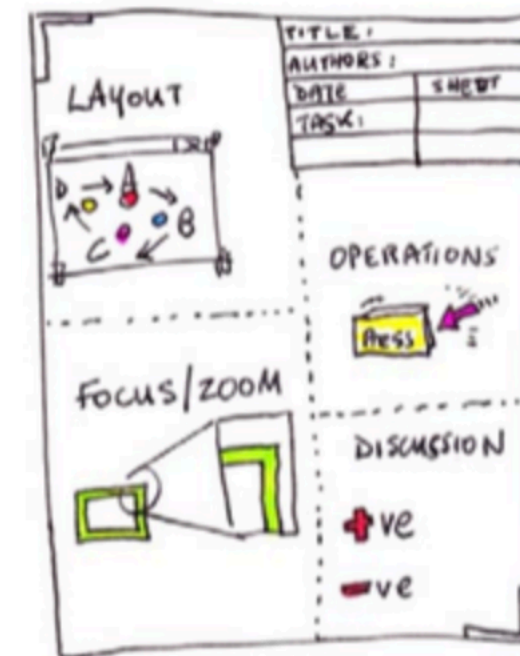 TITLE:
AUTHORS:
DATE SHEET
TASK:
LAYOUT
D A
B
C
OPERATIONS
Press
FOCUS/ZOOM
DISCUSSION
+ve
-ve